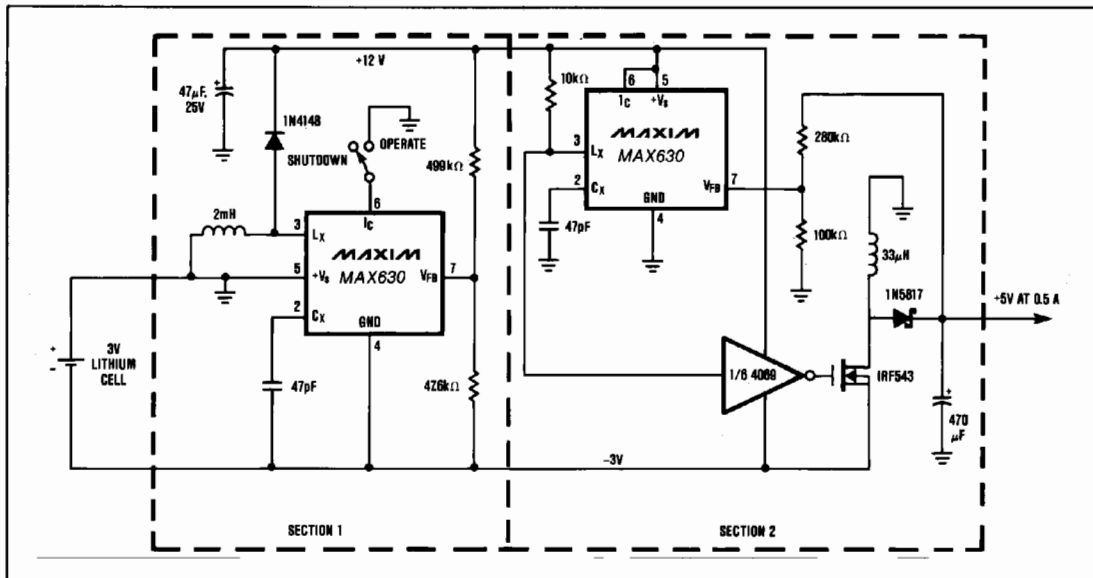 +12 V
47µF,
25V
1N4148
OPERATE
SHUTDOWN
499kΩ
6
IC
2mH
3
LX
MAXIM
MAX630
5
+VS
VFB
7
2
CX
GND
4
+
-
3V
LITHIUM
CELL
47pF
47.6kΩ
SECTION 1
10kΩ
6
5
IC
+VS
MAXIM
MAX630
3
LX
2
CX
VFB
7
GND
4
47pF
280kΩ
100kΩ
33µH
1N5817
+5V AT 0.5 A
1/6 4069
IRF543
470
µF
-3V
SECTION 2